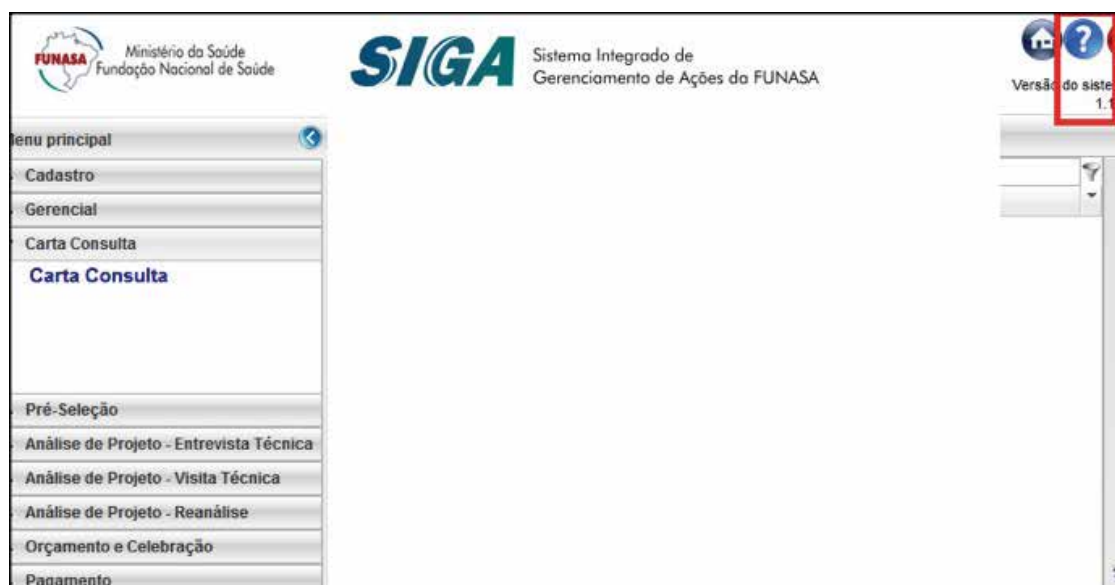 FUNASA
Ministério da Saúde
Fundação Nacional de Saúde
SIGA
Sistema Integrado de
Gerenciamento de Ações da FUNASA
?
Versão do siste
1.1
Menu principal
Cadastro
Gerencial
Carta Consulta
Carta Consulta
Pré-Seleção
Análise de Projeto - Entrevista Técnica
Análise de Projeto - Visita Técnica
Análise de Projeto - Reanálise
Orçamento e Celebração
Pagamento